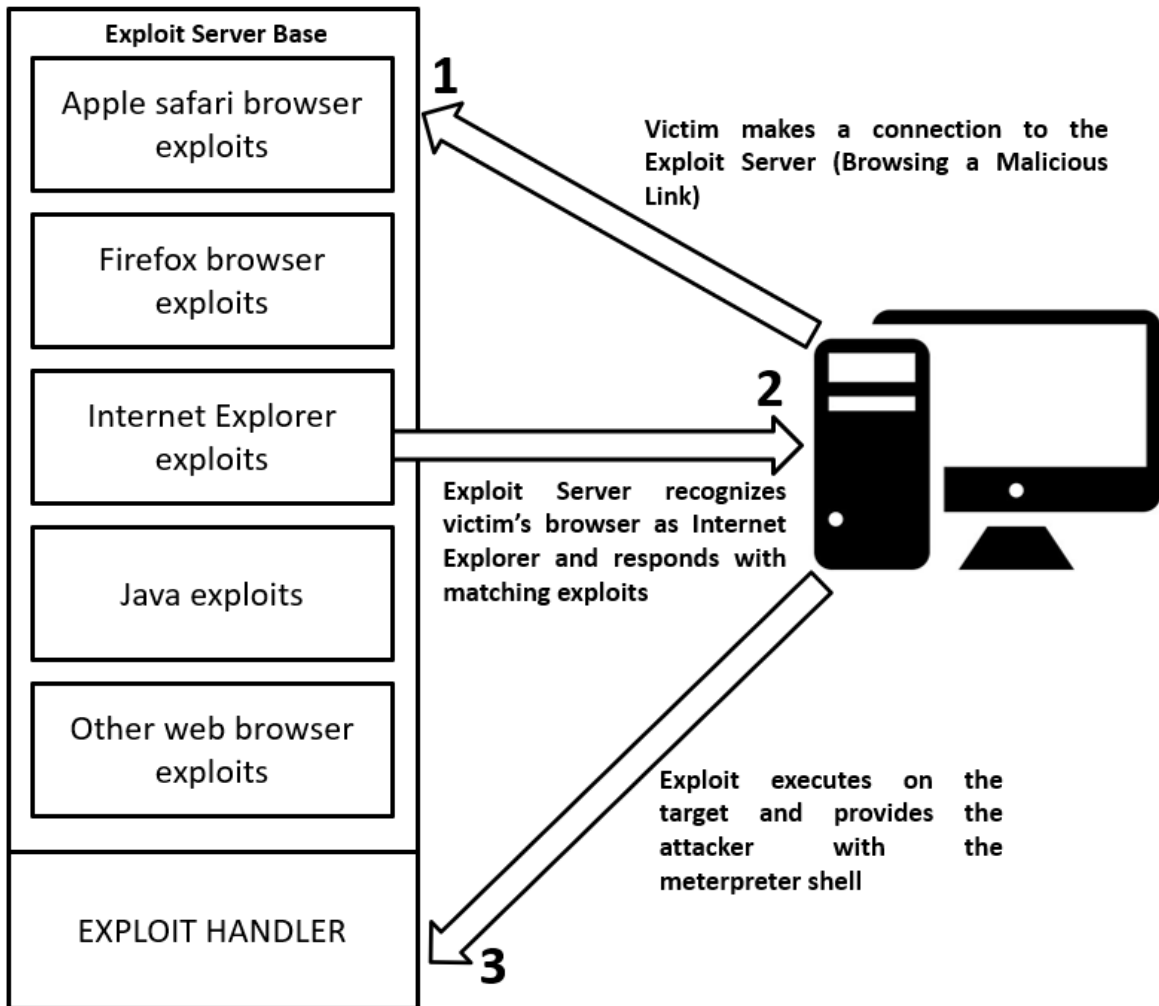 Exploit Server Base
Apple safari browser
exploits
Firefox browser
exploits
Internet Explorer
exploits
Java exploits
Other web browser
exploits
EXPLOIT HANDLER
1
Victim makes a connection to the
Exploit Server (Browsing a Malicious
Link)
2
Exploit Server recognizes
victim’s browser as Internet
Explorer and responds with
matching exploits
Exploit executes on the
target and provides the
attacker with the
meterpreter shell
3